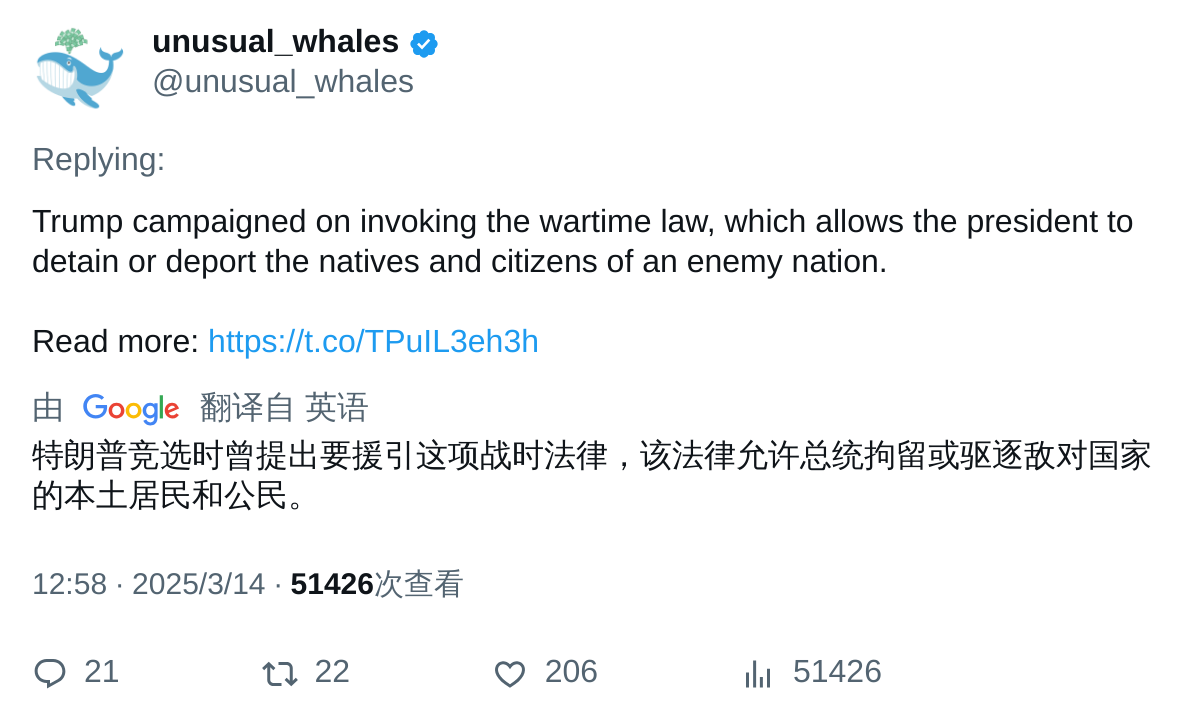 unusual_whales
@unusual_whales
Replying:
Trump campaigned on invoking the wartime law, which allows the president to
detain or deport the natives and citizens of an enemy nation.
Read more: https://t.co/TPuIL3eh3h
由 Google 翻译自 英语
特朗普竞选时曾提出要援引这项战时法律，该法律允许总统拘留或驱逐敌对国家
的本土居民和公民。
12:58 · 2025/3/14 · 51426次查看
21 22 206 51426